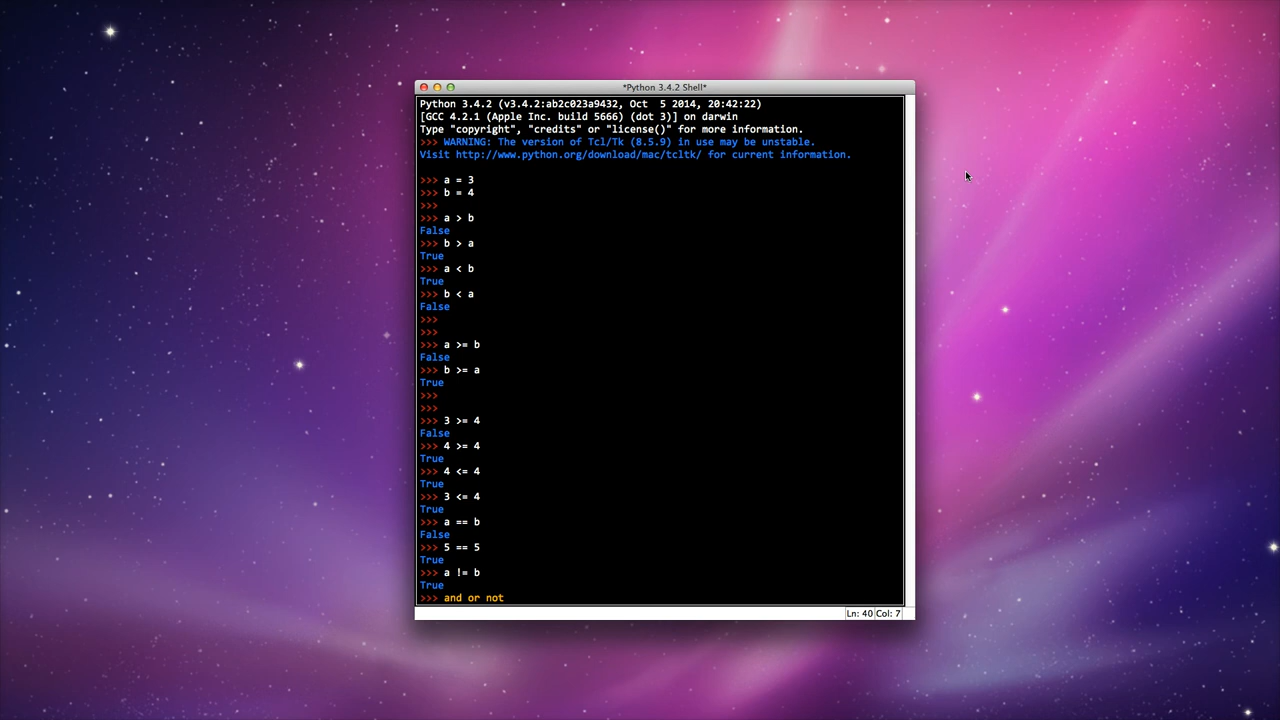 *Python 3.4.2 Shell*
Python 3.4.2 (v3.4.2:ab2c023a9432, Oct  5 2014, 20:42:22)
[GCC 4.2.1 (Apple Inc. build 5666) (dot 3)] on darwin
Type "copyright", "credits" or "license()" for more information.
>>> WARNING: The version of Tcl/Tk (8.5.9) in use may be unstable.
Visit http://www.python.org/download/mac/tcltk/ for current information.
>>> a = 3
>>> b = 4
>>>
>>> a > b
False
>>> b > a
True
>>> a < b
True
>>> b < a
False
>>>
>>>
>>> a >= b
False
>>> b >= a
True
>>>
>>>
>>> 3 >= 4
False
>>> 4 >= 4
True
>>> 4 <= 4
True
>>> 3 <= 4
True
>>> a == b
False
>>> 5 == 5
True
>>> a != b
True
>>> and or not
Ln: 40 Col: 7